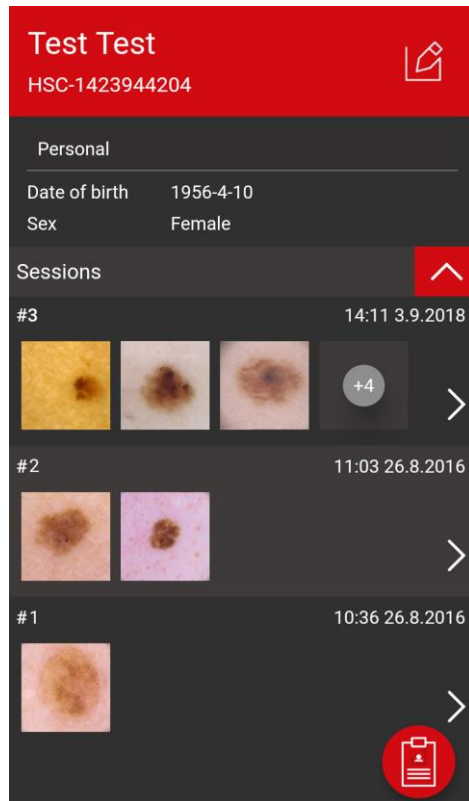 Test Test
HSC-1423944204
Personal
Date of birth 1956-4-10
Sex Female
Sessions
#3 14:11 3.9.2018
+4
#2 11:03 26.8.2016
#1 10:36 26.8.2016